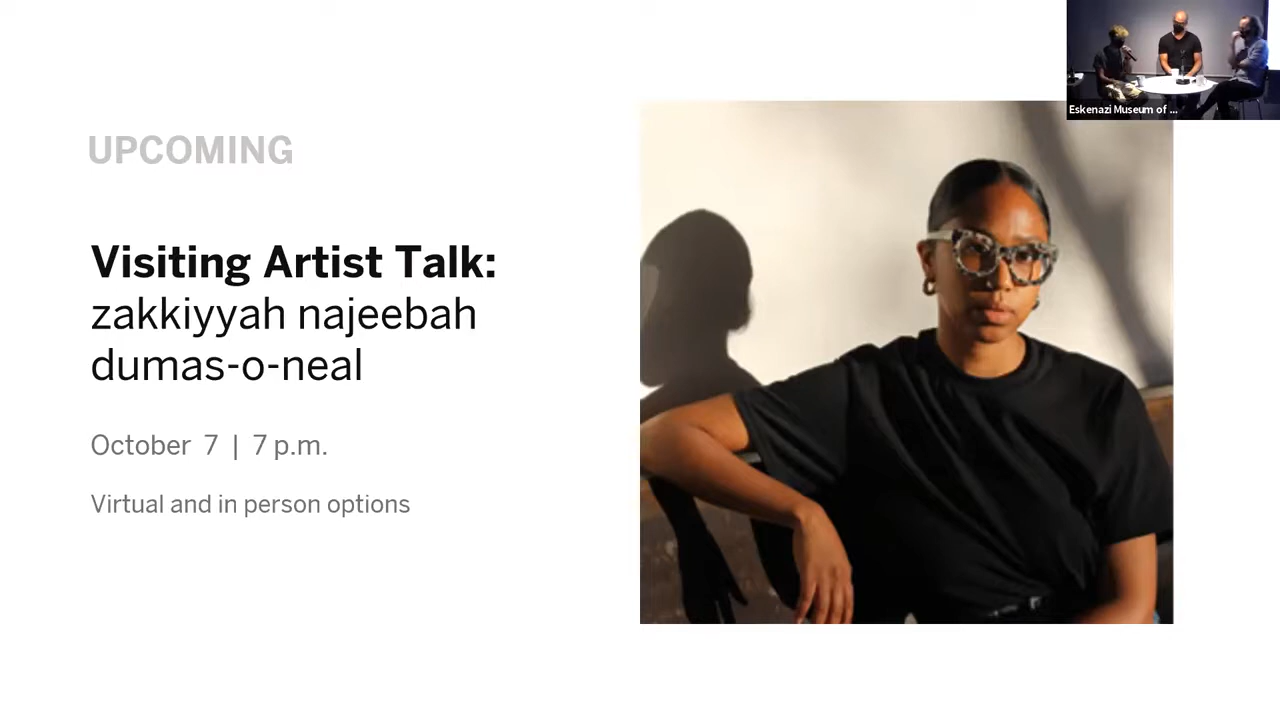 UPCOMING
Visiting Artist Talk:
zakkiyyah najeebah
dumas-o-neal
October 7 | 7 p.m.
Virtual and in person options
Eskenazi Museum of ...